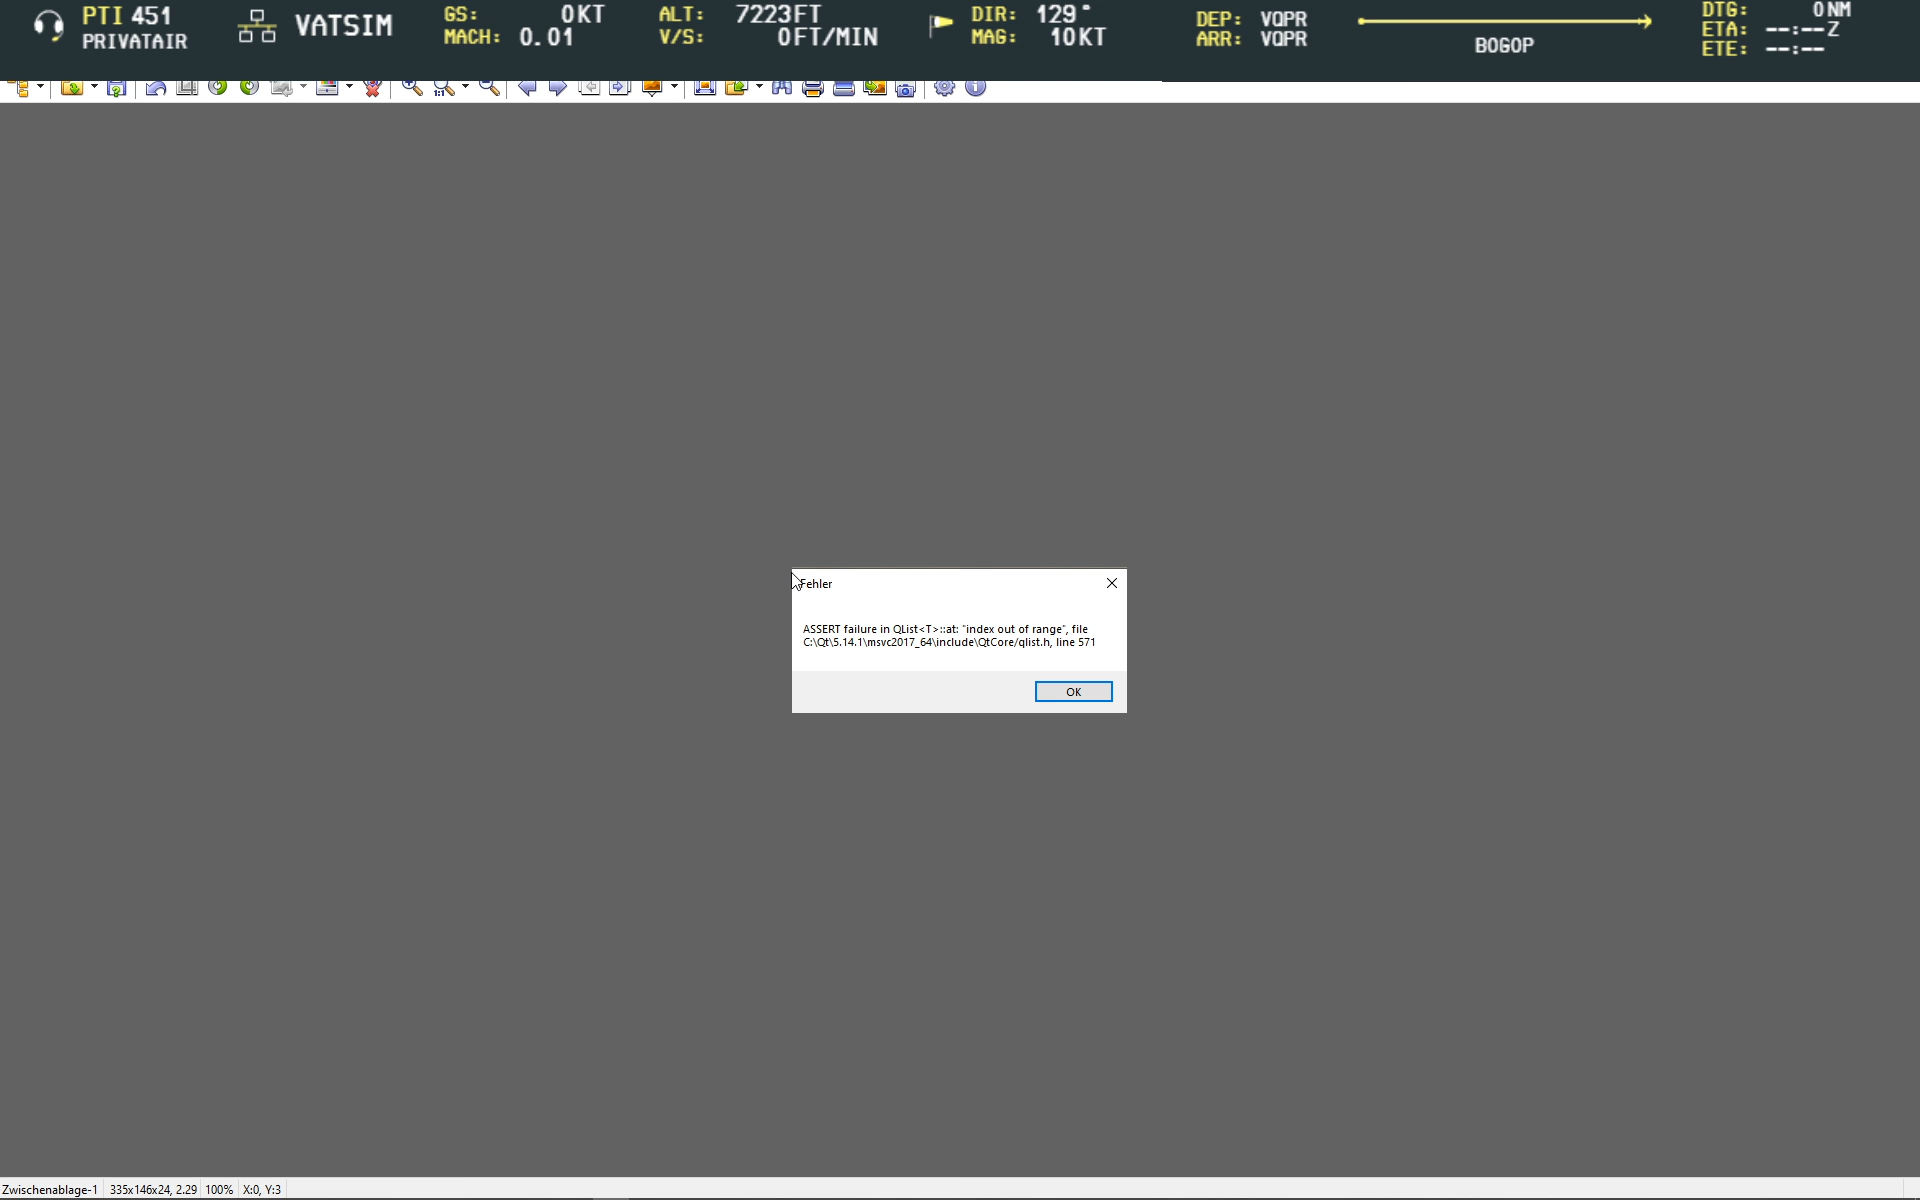 PTI 451
PRIVATAIR
VATSIM
GS: 0KT
MACH: 0.01
ALT: 7223FT
V/S: 0FT/MIN
DIR: 129°
MAG: 10KT
DEP: VQPR
ARR: VQPR
BOGOP
DTG: 0NM
ETA: --:--Z
ETE: --:--
1:1
Fehler
ASSERT failure in QList<T>::at: "index out of range", file
C:\Qt\5.14.1\msvc2017_64\include\QtCore/qlist.h, line 571
OK
Zwischenablage-1 335x146x24, 2.29 100% X:0, Y:3